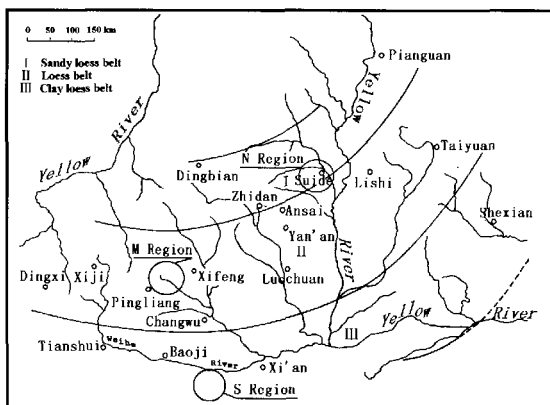 0 50 100 150 km
I Sandy loess belt
II Loess belt
III Clay loess belt
Pianguan
Yellow
River
Yellow
River
N Region
Taiyuan
Dingbian
I Suide
Lishi
Zhidan
Ansai
Shexian
Yan'an
II
M Region
Xiji
Xifeng
Luochuan
Dingxi
Pingliang
Changwu
III
Yellow
River
Tianshui
Weihe
River
Baoji
Xi'an
S Region